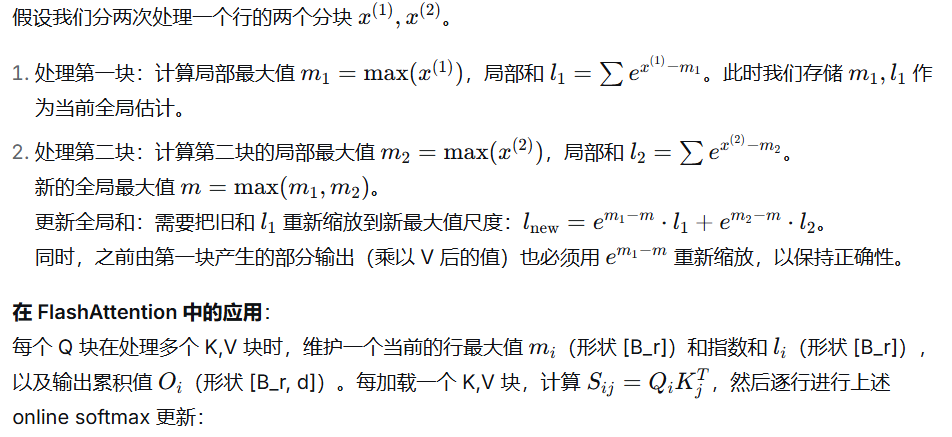 假设我们分两次处理一个行的两个分块 $x^{(1)}, x^{(2)}$。
1. 处理第一块：计算局部最大值 $m_1 = \max(x^{(1)})$，局部和 $l_1 = \sum e^{x^{(1)}-m_1}$。此时我们存储 $m_1, l_1$ 作
为当前全局估计。
2. 处理第二块：计算第二块的局部最大值 $m_2 = \max(x^{(2)})$，局部和 $l_2 = \sum e^{x^{(2)}-m_2}$。
新的全局最大值 $m = \max(m_1, m_2)$。
更新全局和：需要把旧和 $l_1$ 重新缩放到新最大值尺度：$l_{\text{new}} = e^{m_1-m} \cdot l_1 + e^{m_2-m} \cdot l_2$。
同时，之前由第一块产生的部分输出（乘以 V 后的值）也必须用 $e^{m_1-m}$ 重新缩放，以保持正确性。
在 FlashAttention 中的应用：
每个 Q 块在处理多个 K,V 块时，维护一个当前的行最大值 $m_i$（形状 [B_r]）和指数和 $l_i$（形状 [B_r]），
以及输出累积值 $O_i$（形状 [B_r, d]）。每加载一个 K,V 块，计算 $S_{ij} = Q_i K_j^T$，然后逐行进行上述
online softmax 更新：